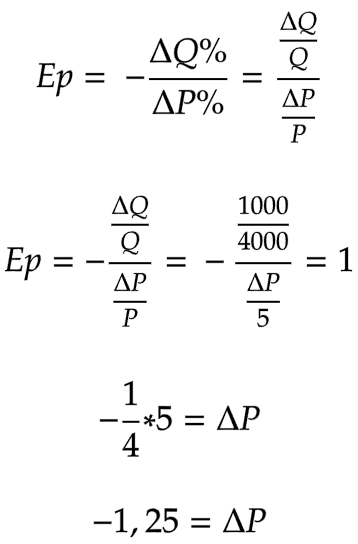 Ep = −ΔQ%/ΔP% = (ΔQ/Q)/(ΔP/P)
Ep = −(ΔQ/Q)/(ΔP/P) = −(1000/4000)/(ΔP/5) = 1
−1/4*5 = ΔP
−1,25 = ΔP